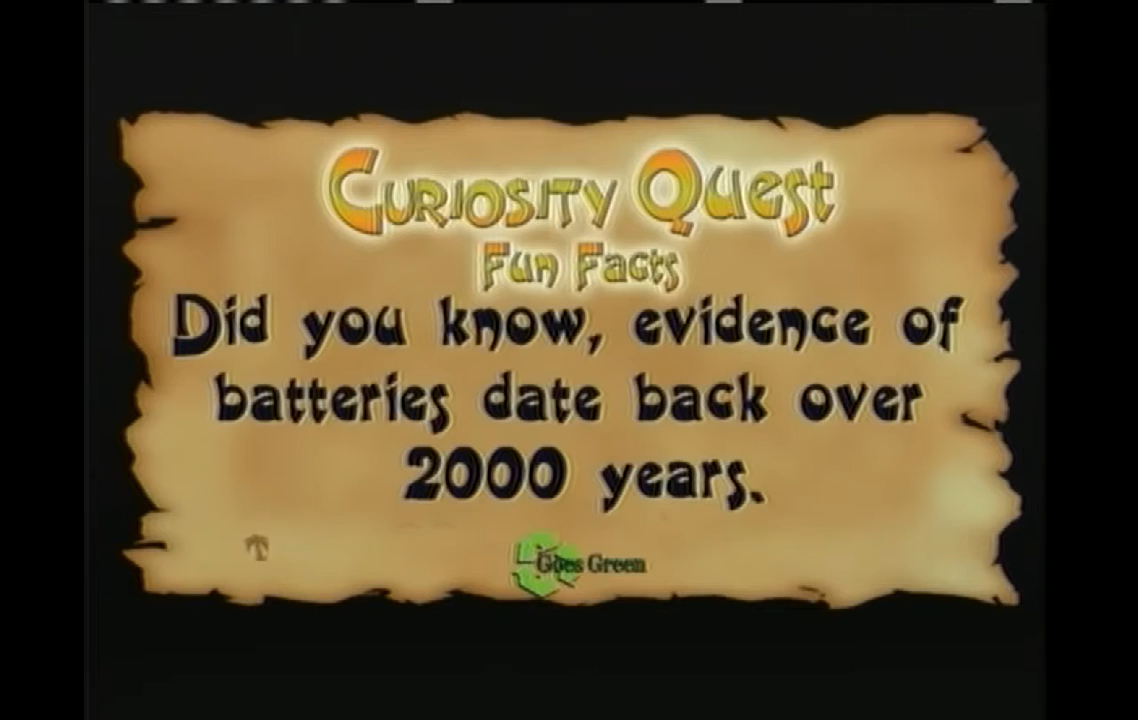 Curiosity Quest
Fun Facts
Did you know, evidence of
batteries date back over
2000 years.
Goes Green